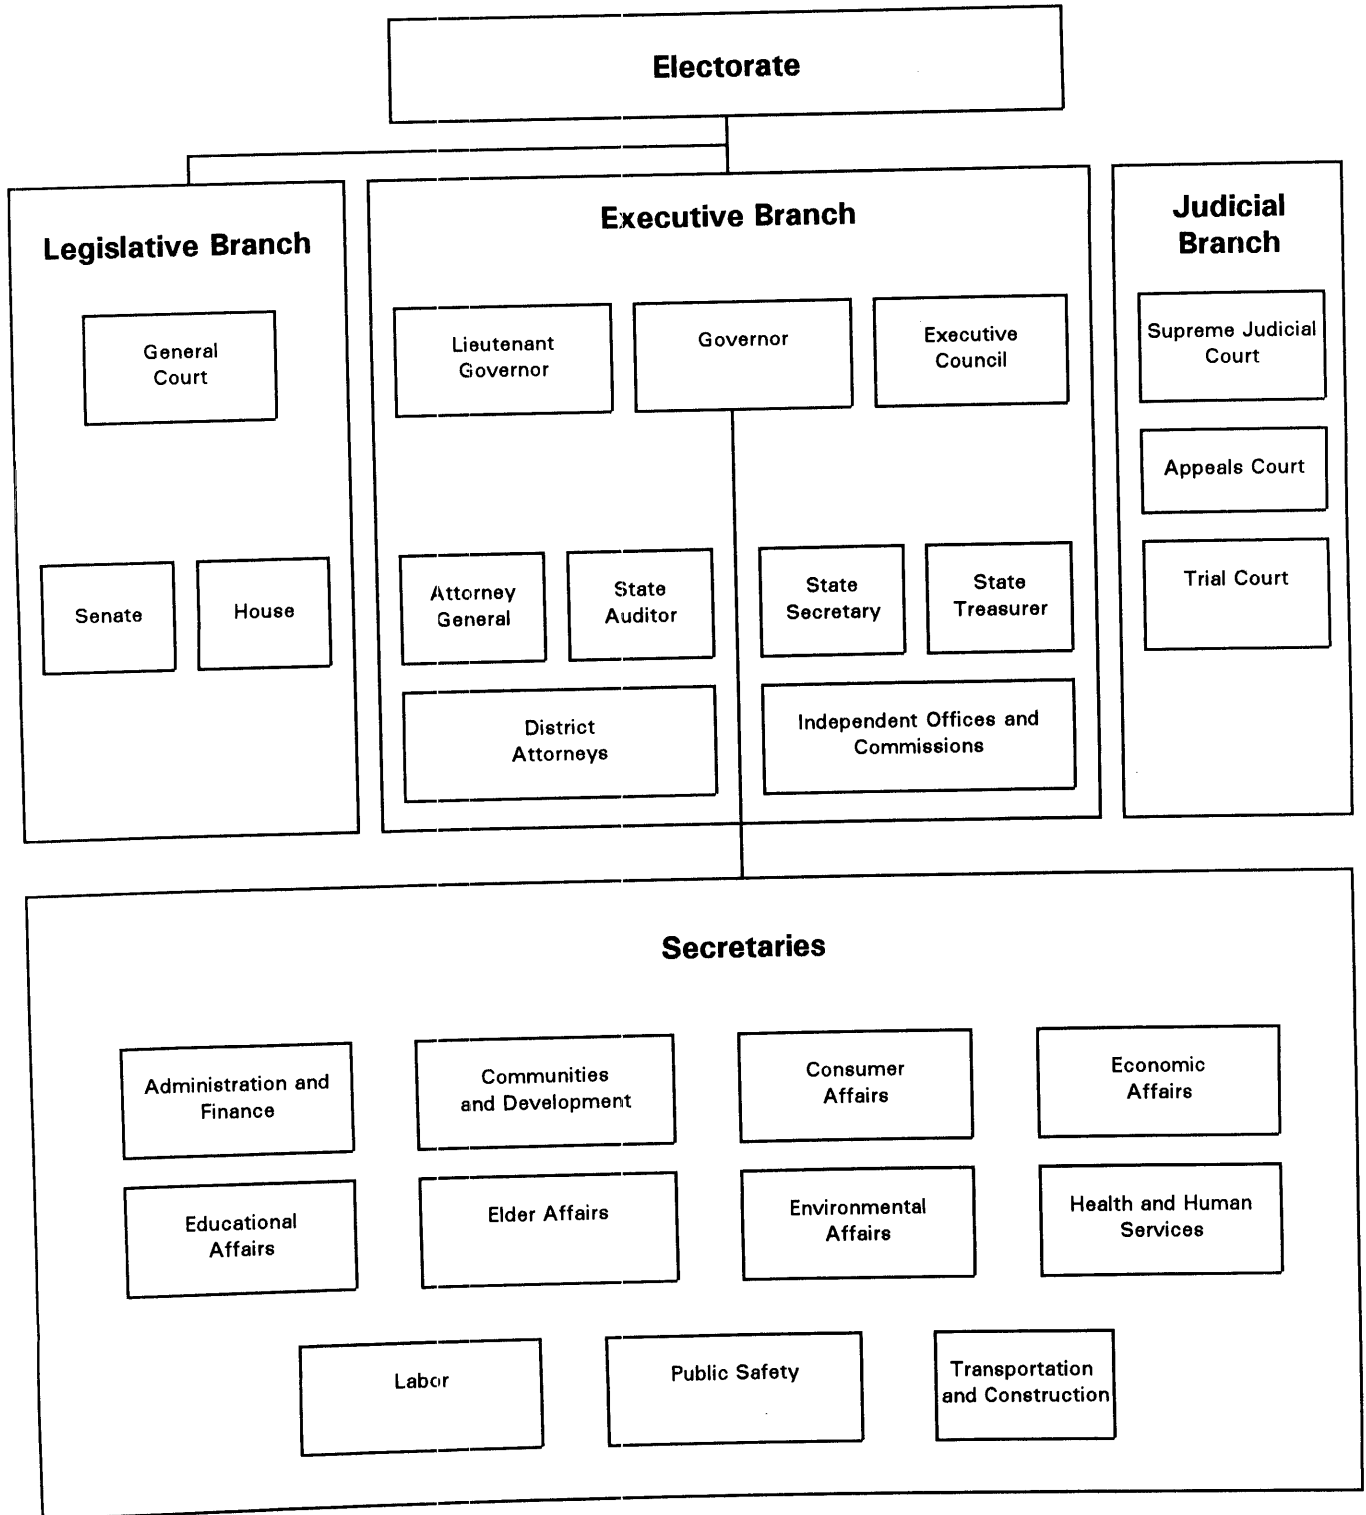 Electorate
Legislative Branch
General
Court
Senate
House
Executive Branch
Lieutenant
Governor
Governor
Executive
Council
Attorney
General
State
Auditor
State
Secretary
State
Treasurer
District
Attorneys
Independent Offices and
Commissions
Judicial
Branch
Supreme Judicial
Court
Appeals Court
Trial Court
Secretaries
Administration and
Finance
Communities
and Development
Consumer
Affairs
Economic
Affairs
Educational
Affairs
Elder Affairs
Environmental
Affairs
Health and Human
Services
Labor
Public Safety
Transportation
and Construction